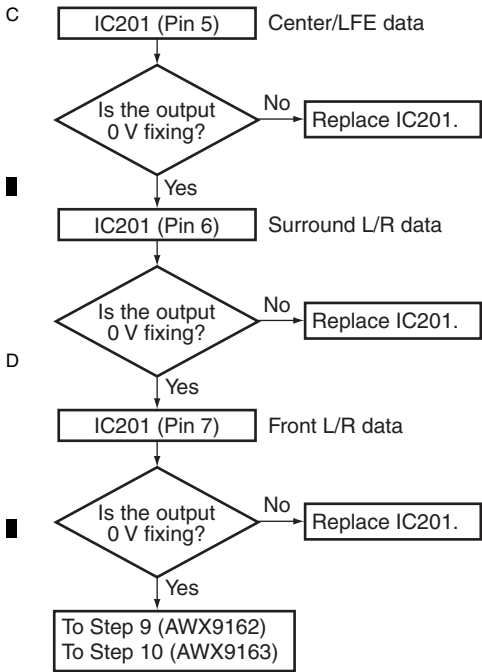 C
IC201 (Pin 5) Center/LFE data
Is the output
0 V fixing?
No
Replace IC201.
Yes
IC201 (Pin 6) Surround L/R data
Is the output
0 V fixing?
No
Replace IC201.
D
Yes
IC201 (Pin 7) Front L/R data
Is the output
0 V fixing?
No
Replace IC201.
Yes
To Step 9 (AWX9162)
To Step 10 (AWX9163)